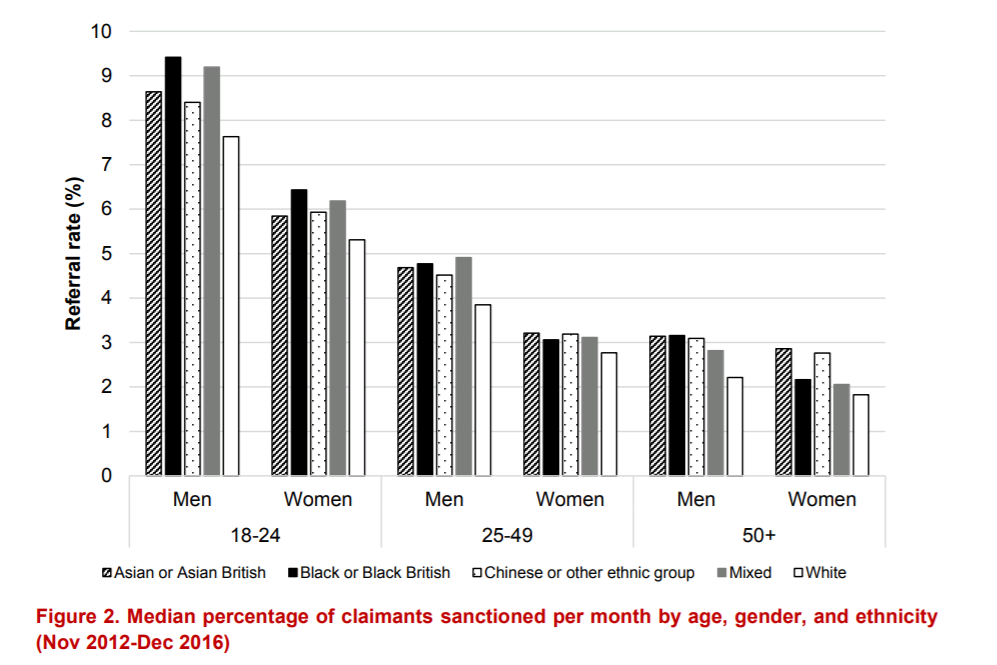 10
9
8
7
6
5
4
3
2
1
0
Referral rate (%)
Men Women Men Women Men Women
18-24 25-49 50+
Asian or Asian British Black or Black British Chinese or other ethnic group Mixed White
Figure 2. Median percentage of claimants sanctioned per month by age, gender, and ethnicity
(Nov 2012-Dec 2016)